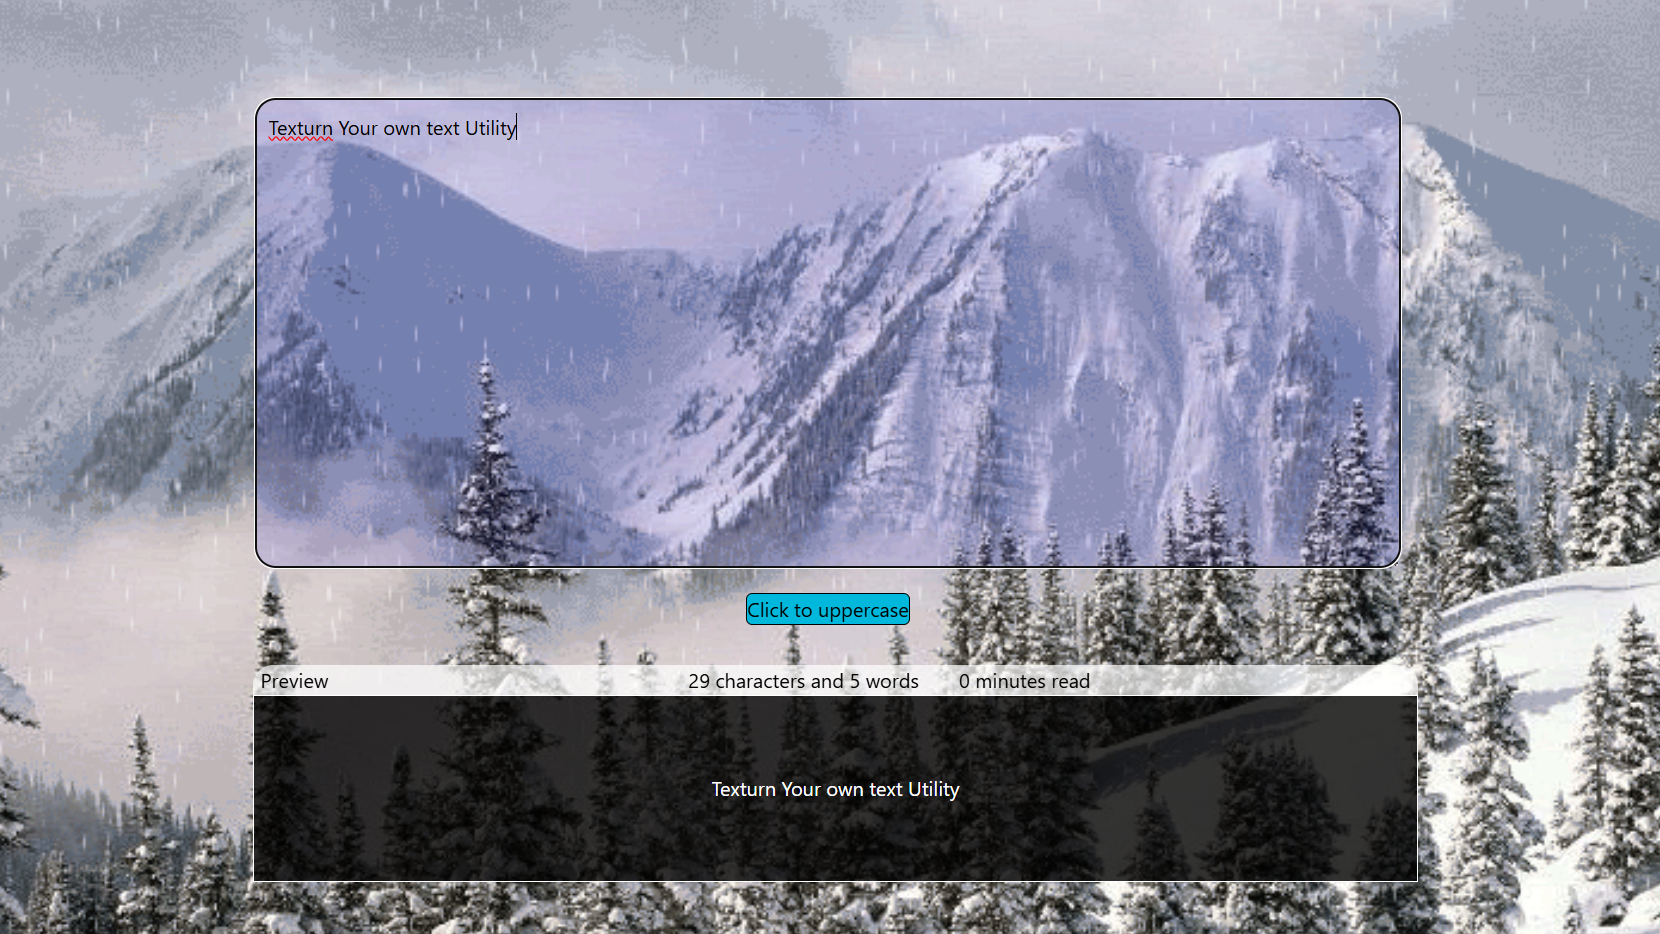 Texturn Your own text Utility
Click to uppercase
Preview 29 characters and 5 words 0 minutes read
Texturn Your own text Utility